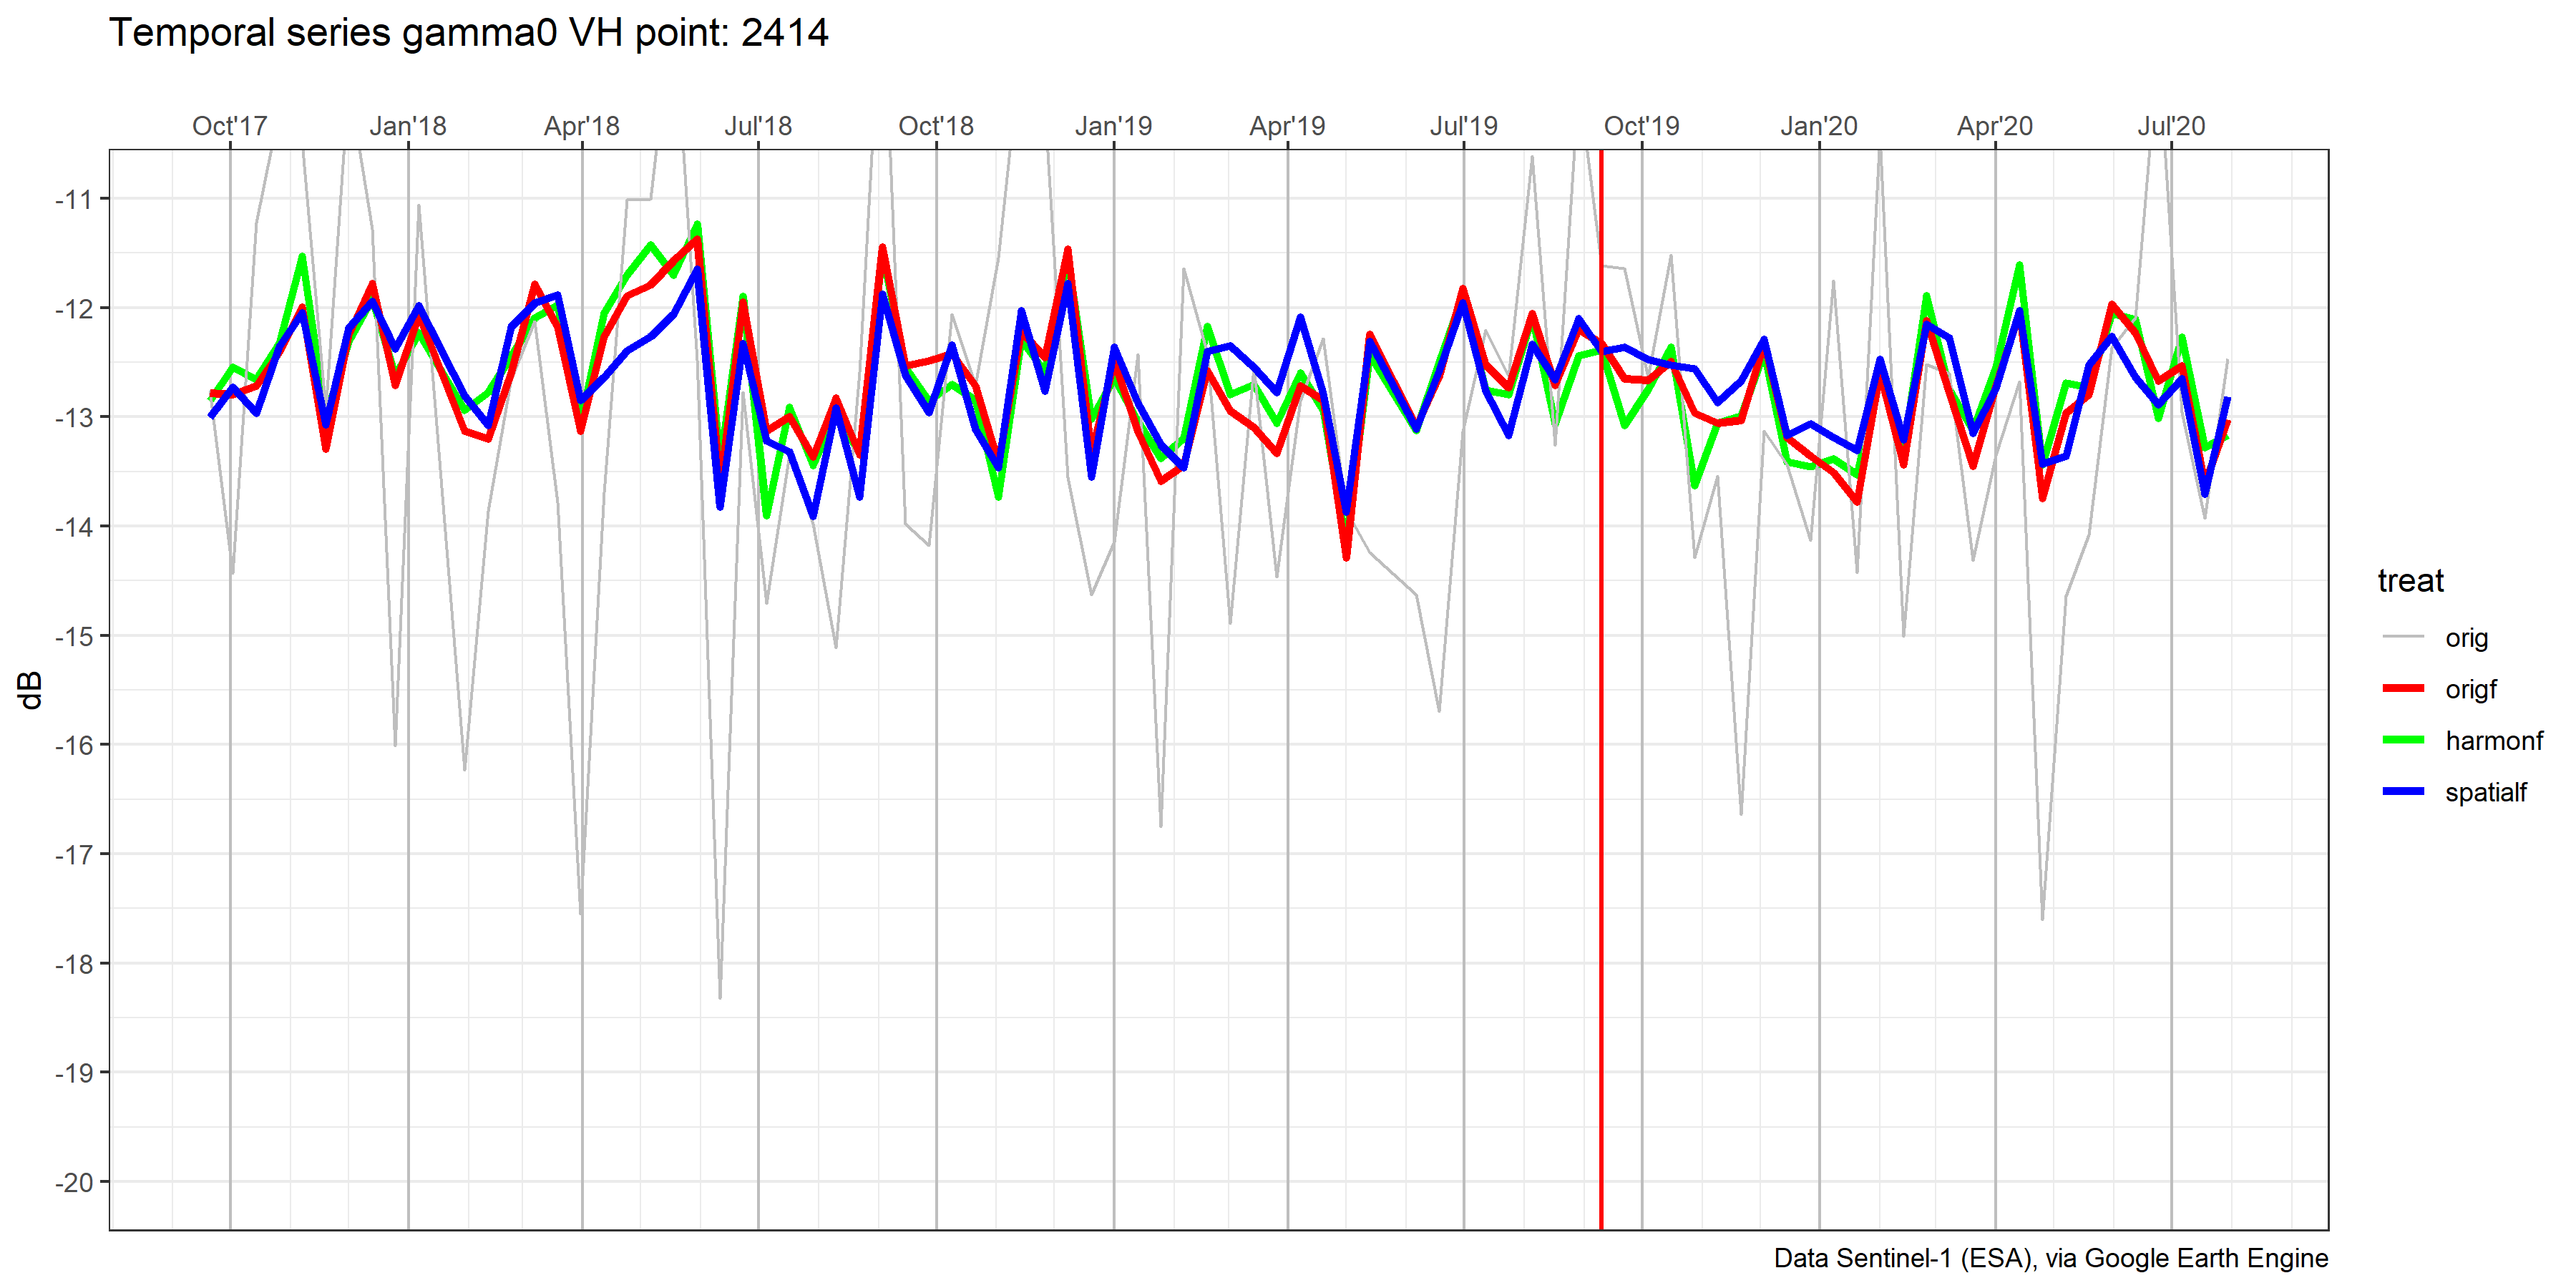 Temporal series gamma0 VH point: 2414
Oct'17 Jan'18 Apr'18 Jul'18 Oct'18 Jan'19 Apr'19 Jul'19 Oct'19 Jan'20 Apr'20 Jul'20
-11
-12
-13
-14
-15
-16
-17
-18
-19
-20
dB
treat
orig
origf
harmonf
spatialf
Data Sentinel-1 (ESA), via Google Earth Engine